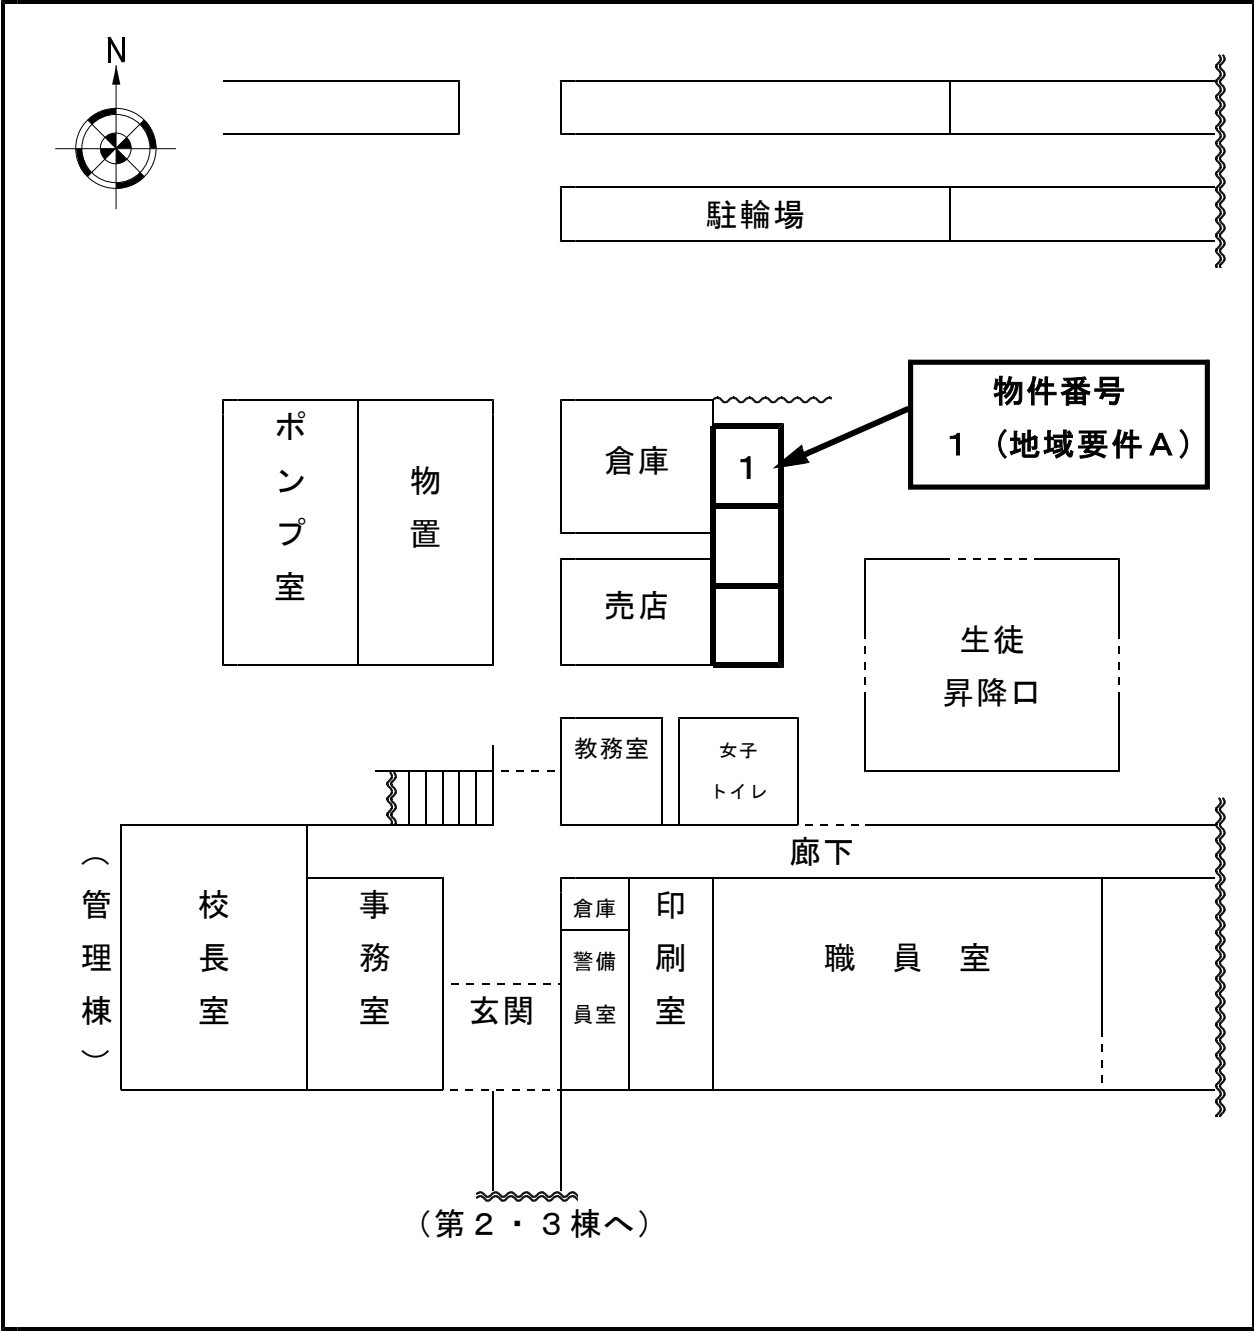 N
駐輪場
物件番号
１（地域要件Ａ）
ポンプ室
物置
倉庫
１
売店
生徒
昇降口
教務室
女子
トイレ
廊下
（管理棟）
校長室
事務室
玄関
倉庫
警備
員室
印刷室
職員室
（第２・３棟へ）